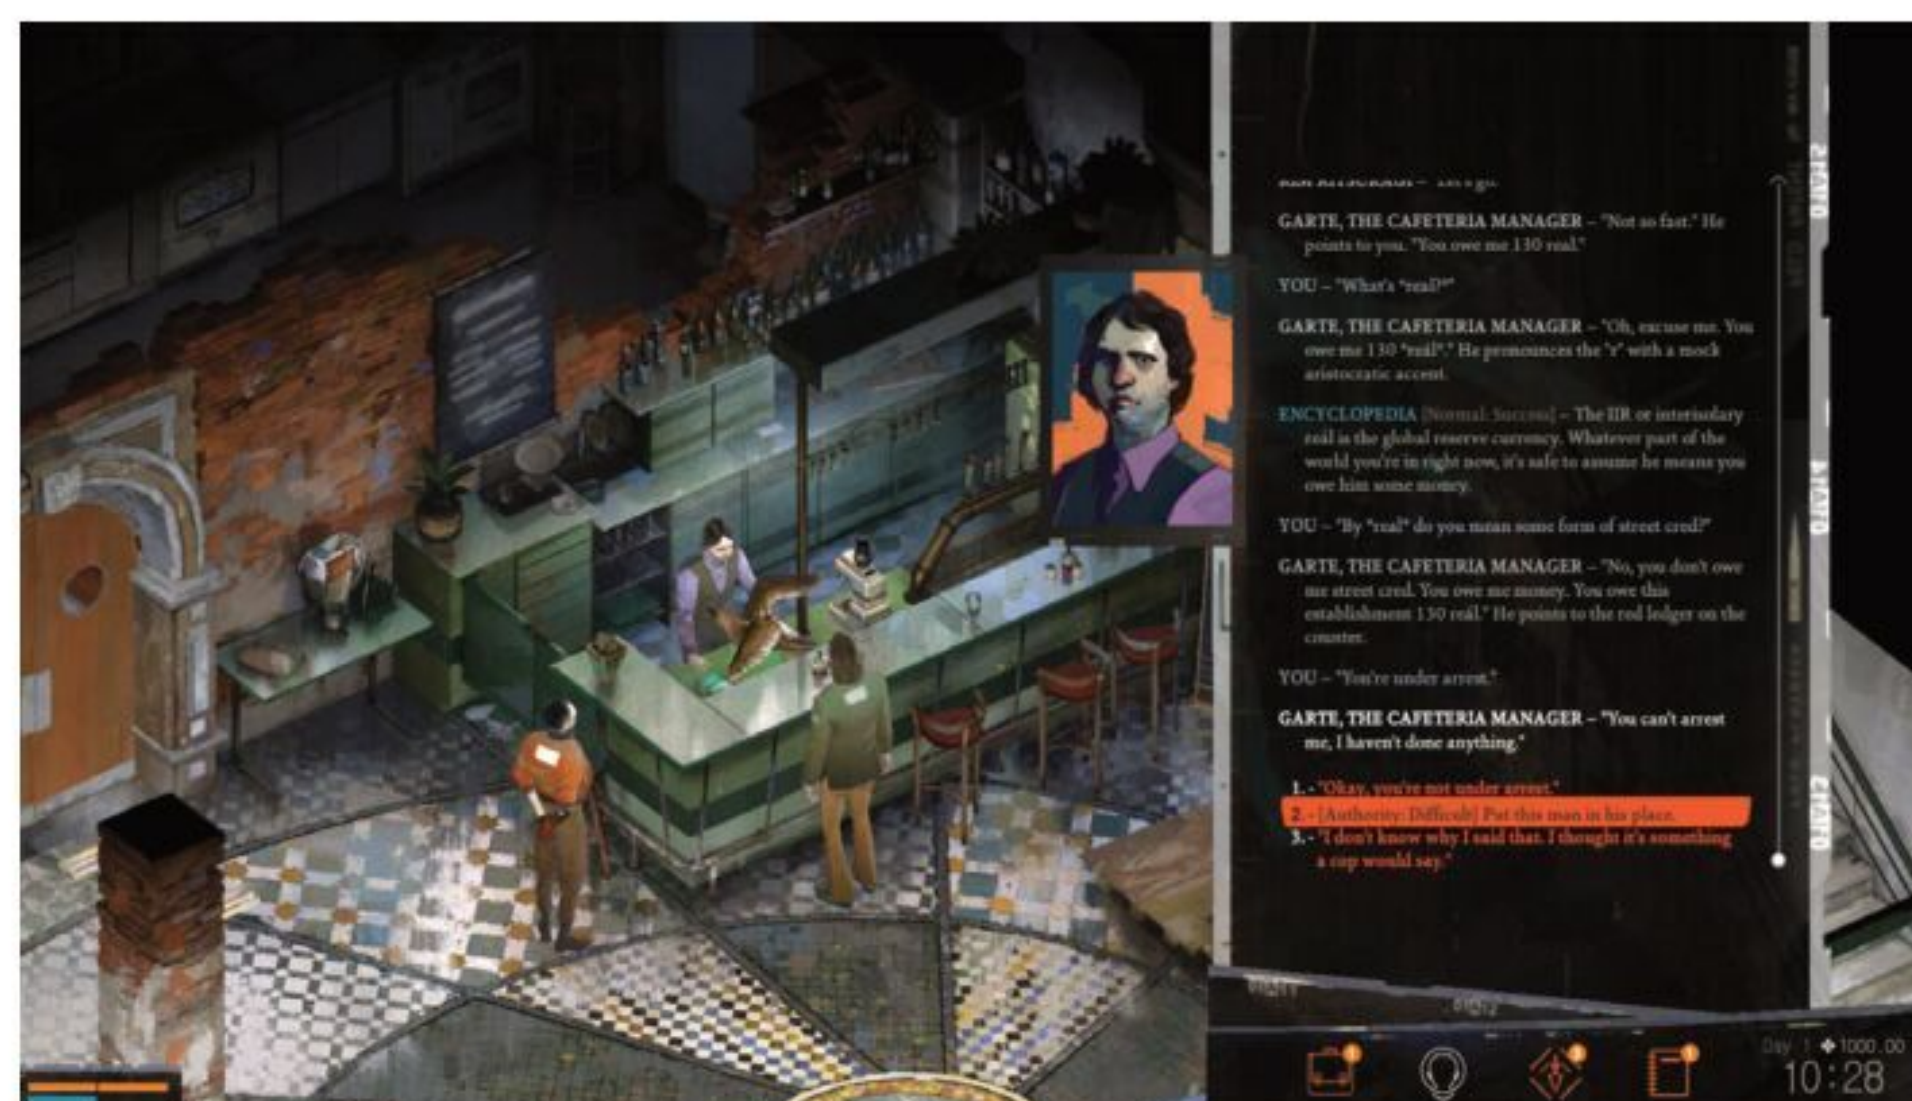 GARTE, THE CAFETERIA MANAGER – "Not so fast." He
points to you. "You owe me 130 real."
YOU – "What's *real?*"
GARTE, THE CAFETERIA MANAGER – "Oh, excuse me. You
owe me 130 *reál*." He pronounces the "r" with a mock
aristocratic accent.
ENCYCLOPEDIA [Normal: Success] – The IIR or interisolary
reál is the global reserve currency. Whatever part of the
world you're in right now, it's safe to assume he means you
owe him some money.
YOU – "By *real* do you mean some form of street cred?"
GARTE, THE CAFETERIA MANAGER – "No, you don't owe
me street cred. You owe me money. You owe this
establishment 130 reál." He points to the red ledger on the
counter.
YOU – "You're under arrest."
GARTE, THE CAFETERIA MANAGER – "You can't arrest
me, I haven't done anything."
1. - "Okay, you're not under arrest."
2. - [Authority: Difficult] Put this man in his place.
3. - "I don't know why I said that. I thought it's something
a cop would say."
Day 1 1000.00
10:28